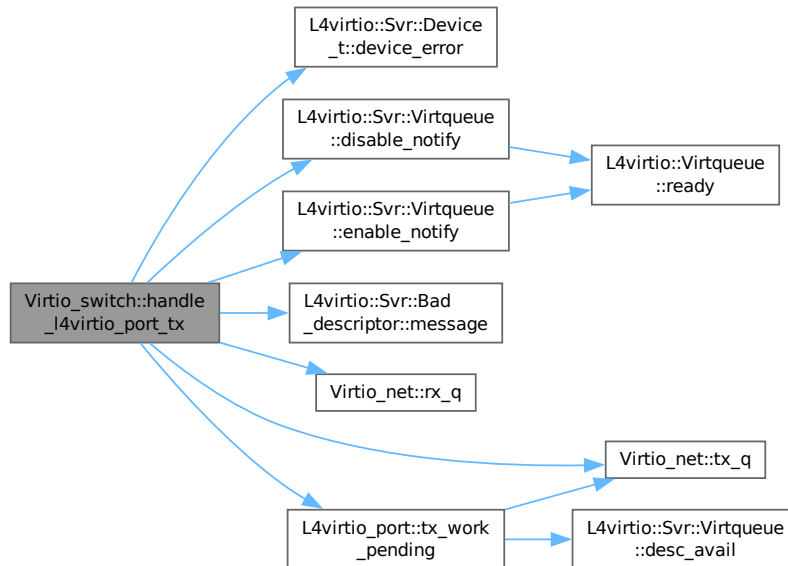 L4virtio::Svr::Device
_t::device_error
L4virtio::Svr::Virtqueue
::disable_notify
L4virtio::Virtqueue
::ready
L4virtio::Svr::Virtqueue
::enable_notify
Virtio_switch::handle
_l4virtio_port_tx
L4virtio::Svr::Bad
_descriptor::message
Virtio_net::rx_q
Virtio_net::tx_q
L4virtio_port::tx_work
_pending
L4virtio::Svr::Virtqueue
::desc_avail